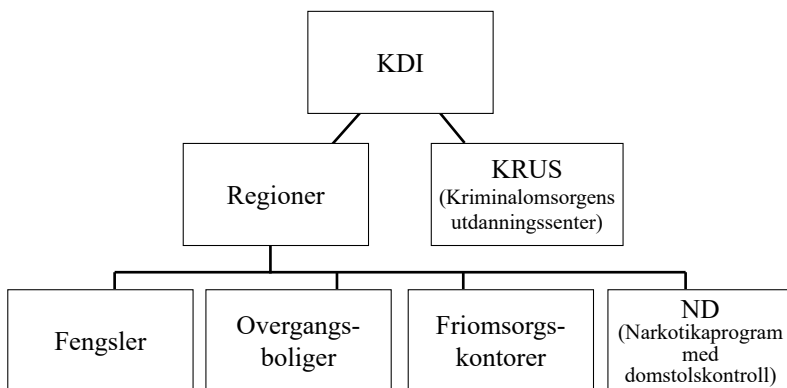 KDI
Regioner
KRUS
(Kriminalomsorgens
utdanningssenter)
Fengsler
Overgangs-
boliger
Friomsorgs-
kontorer
ND
(Narkotikaprogram
med
domstolskontroll)